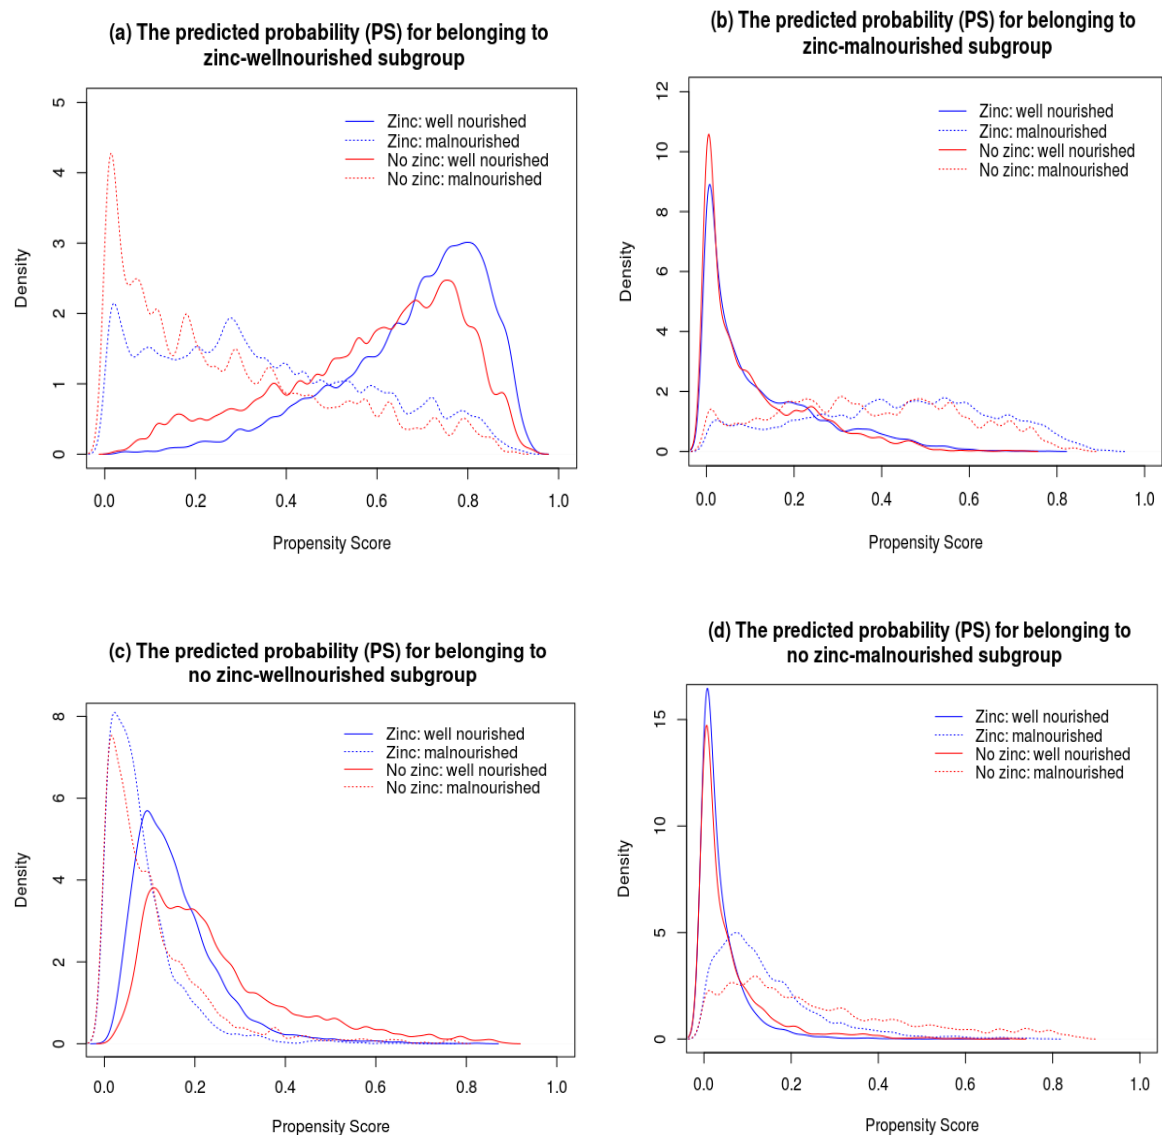 (a) The predicted probability (PS) for belonging to
zinc-wellnourished subgroup
5
4
3
2
1
0
Density
Zinc: well nourished
Zinc: malnourished
No zinc: well nourished
No zinc: malnourished
0.0 0.2 0.4 0.6 0.8 1.0
Propensity Score
(b) The predicted probability (PS) for belonging to
zinc-malnourished subgroup
12
10
8
6
4
2
0
Density
Zinc: well nourished
Zinc: malnourished
No zinc: well nourished
No zinc: malnourished
0.0 0.2 0.4 0.6 0.8 1.0
Propensity Score
(c) The predicted probability (PS) for belonging to
no zinc-wellnourished subgroup
8
6
4
2
0
Density
Zinc: well nourished
Zinc: malnourished
No zinc: well nourished
No zinc: malnourished
0.0 0.2 0.4 0.6 0.8 1.0
Propensity Score
(d) The predicted probability (PS) for belonging to
no zinc-malnourished subgroup
15
10
5
0
Density
Zinc: well nourished
Zinc: malnourished
No zinc: well nourished
No zinc: malnourished
0.0 0.2 0.4 0.6 0.8 1.0
Propensity Score